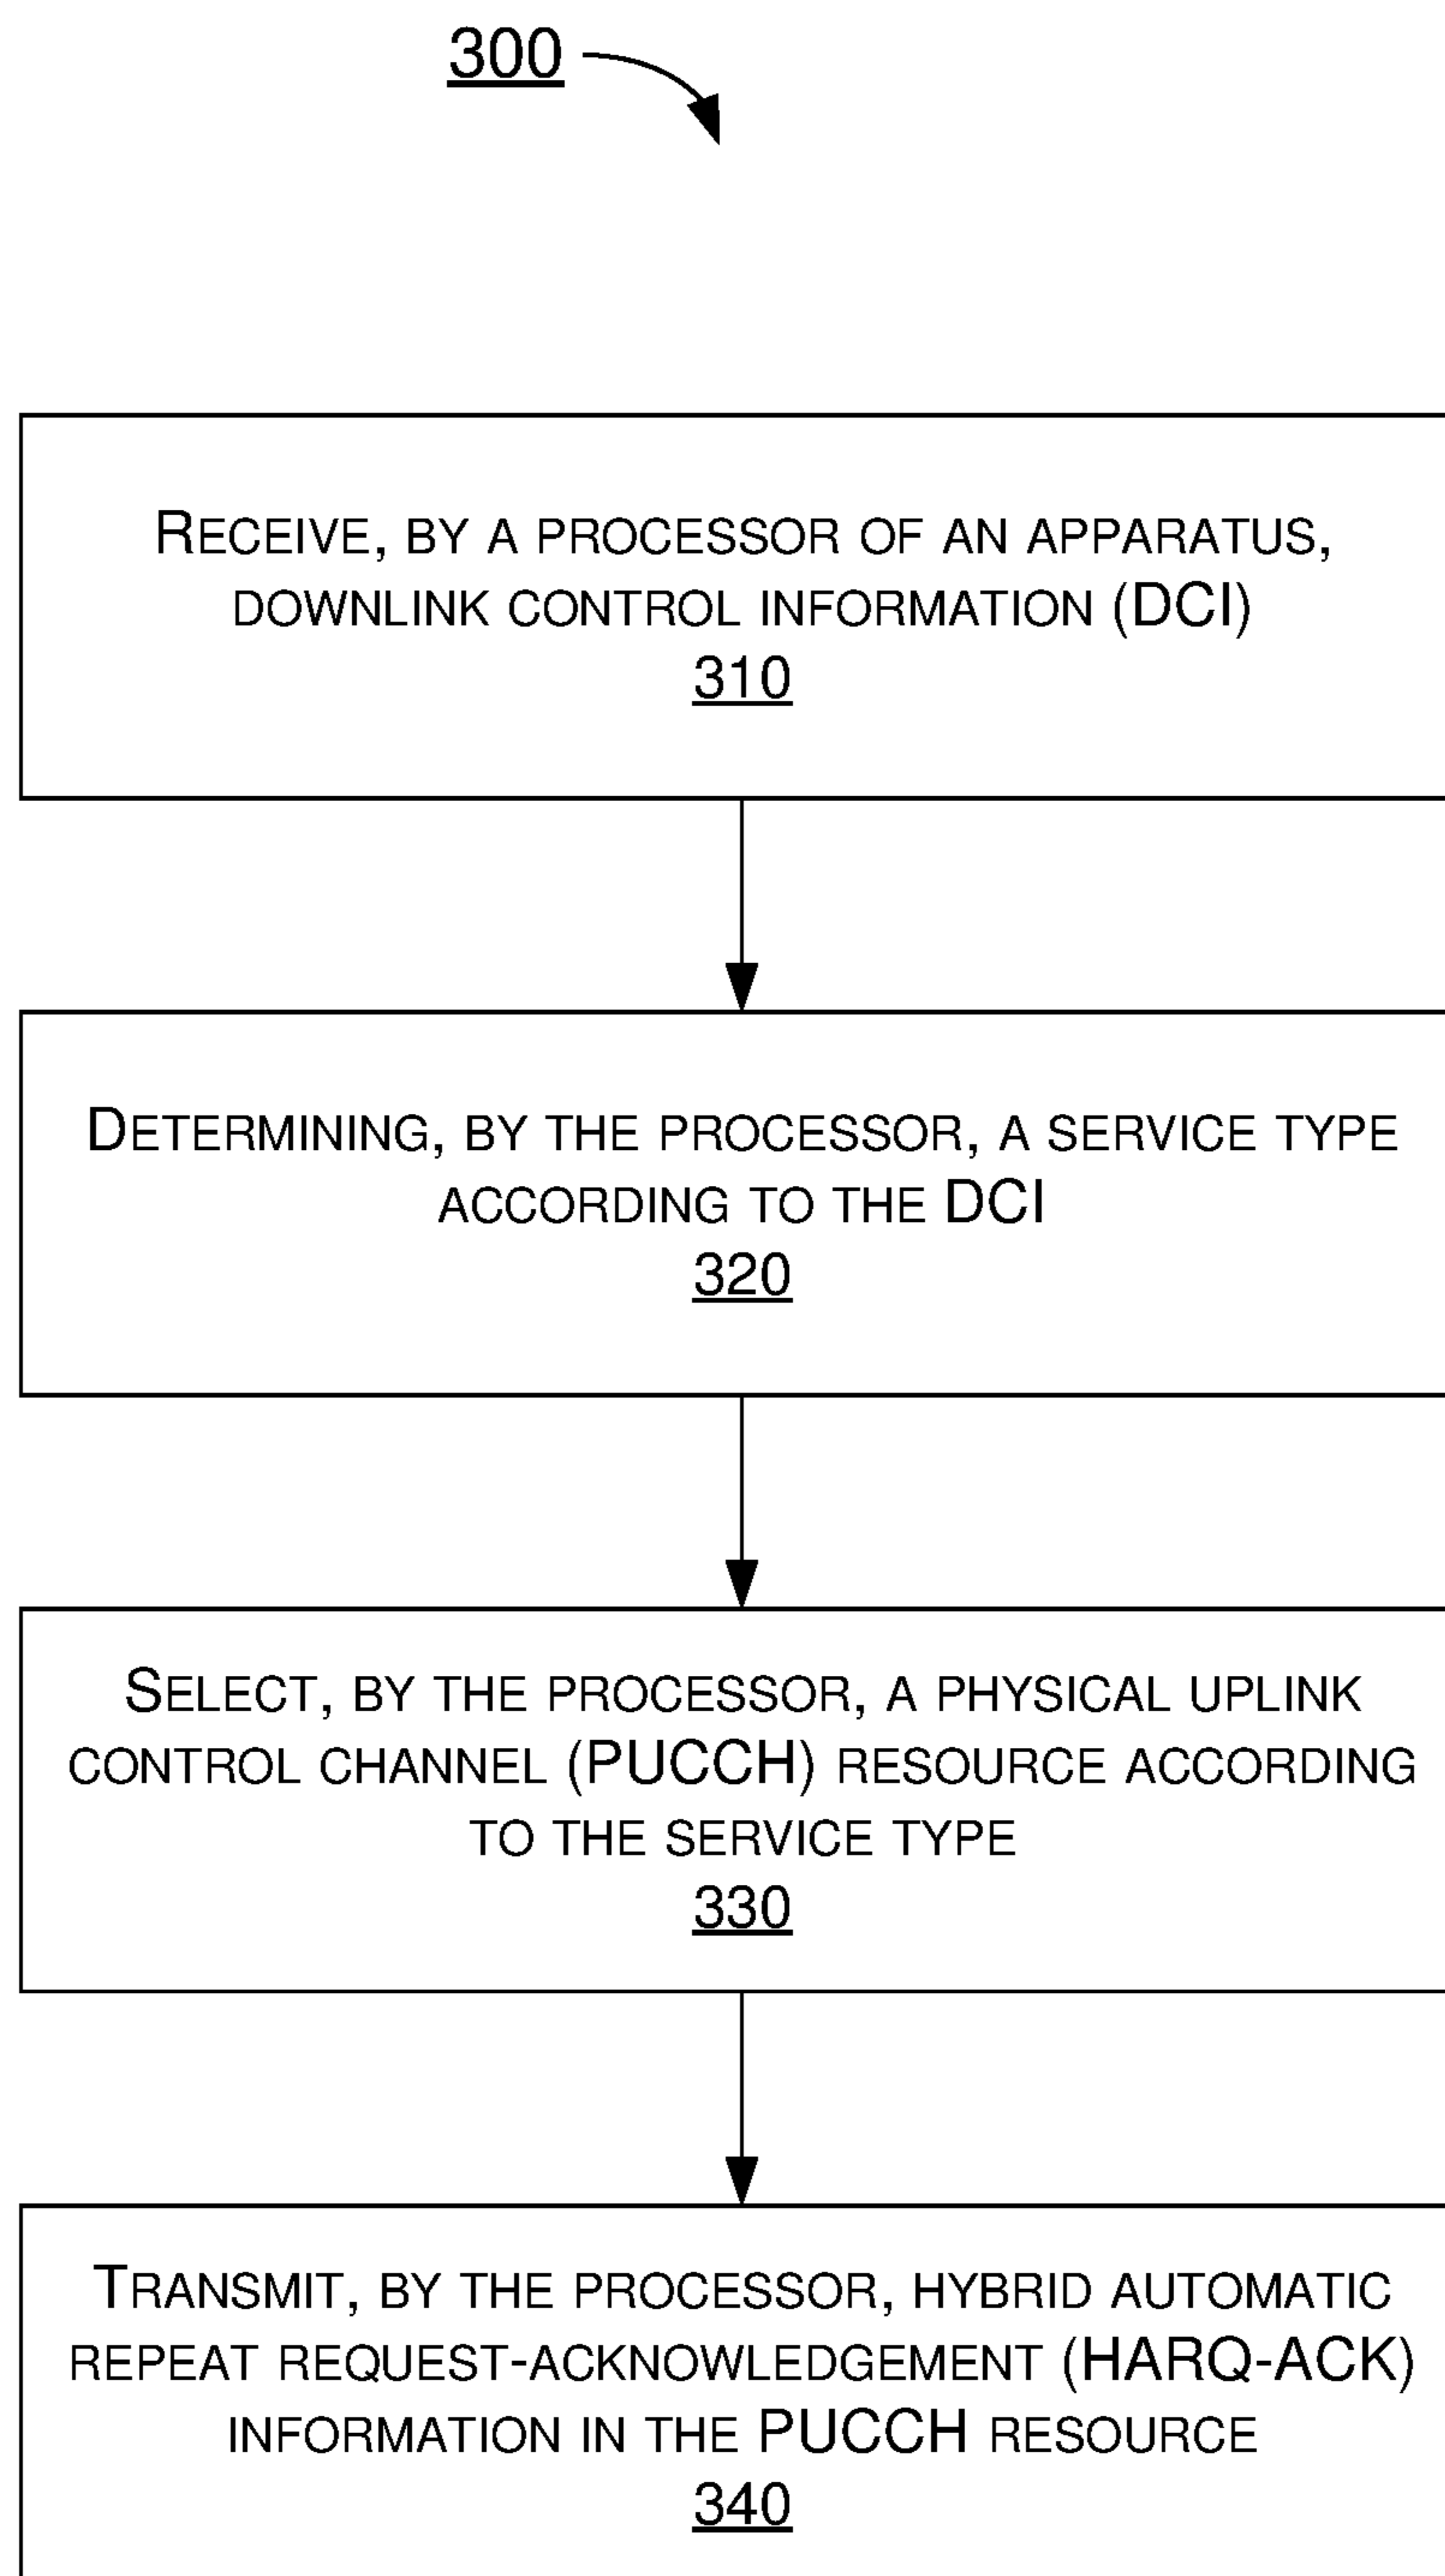 300
RECEIVE, BY A PROCESSOR OF AN APPARATUS,
DOWNLINK CONTROL INFORMATION (DCI)
310
DETERMINING, BY THE PROCESSOR, A SERVICE TYPE
ACCORDING TO THE DCI
320
SELECT, BY THE PROCESSOR, A PHYSICAL UPLINK
CONTROL CHANNEL (PUCCH) RESOURCE ACCORDING
TO THE SERVICE TYPE
330
TRANSMIT, BY THE PROCESSOR, HYBRID AUTOMATIC
REPEAT REQUEST-ACKNOWLEDGEMENT (HARQ-ACK)
INFORMATION IN THE PUCCH RESOURCE
340